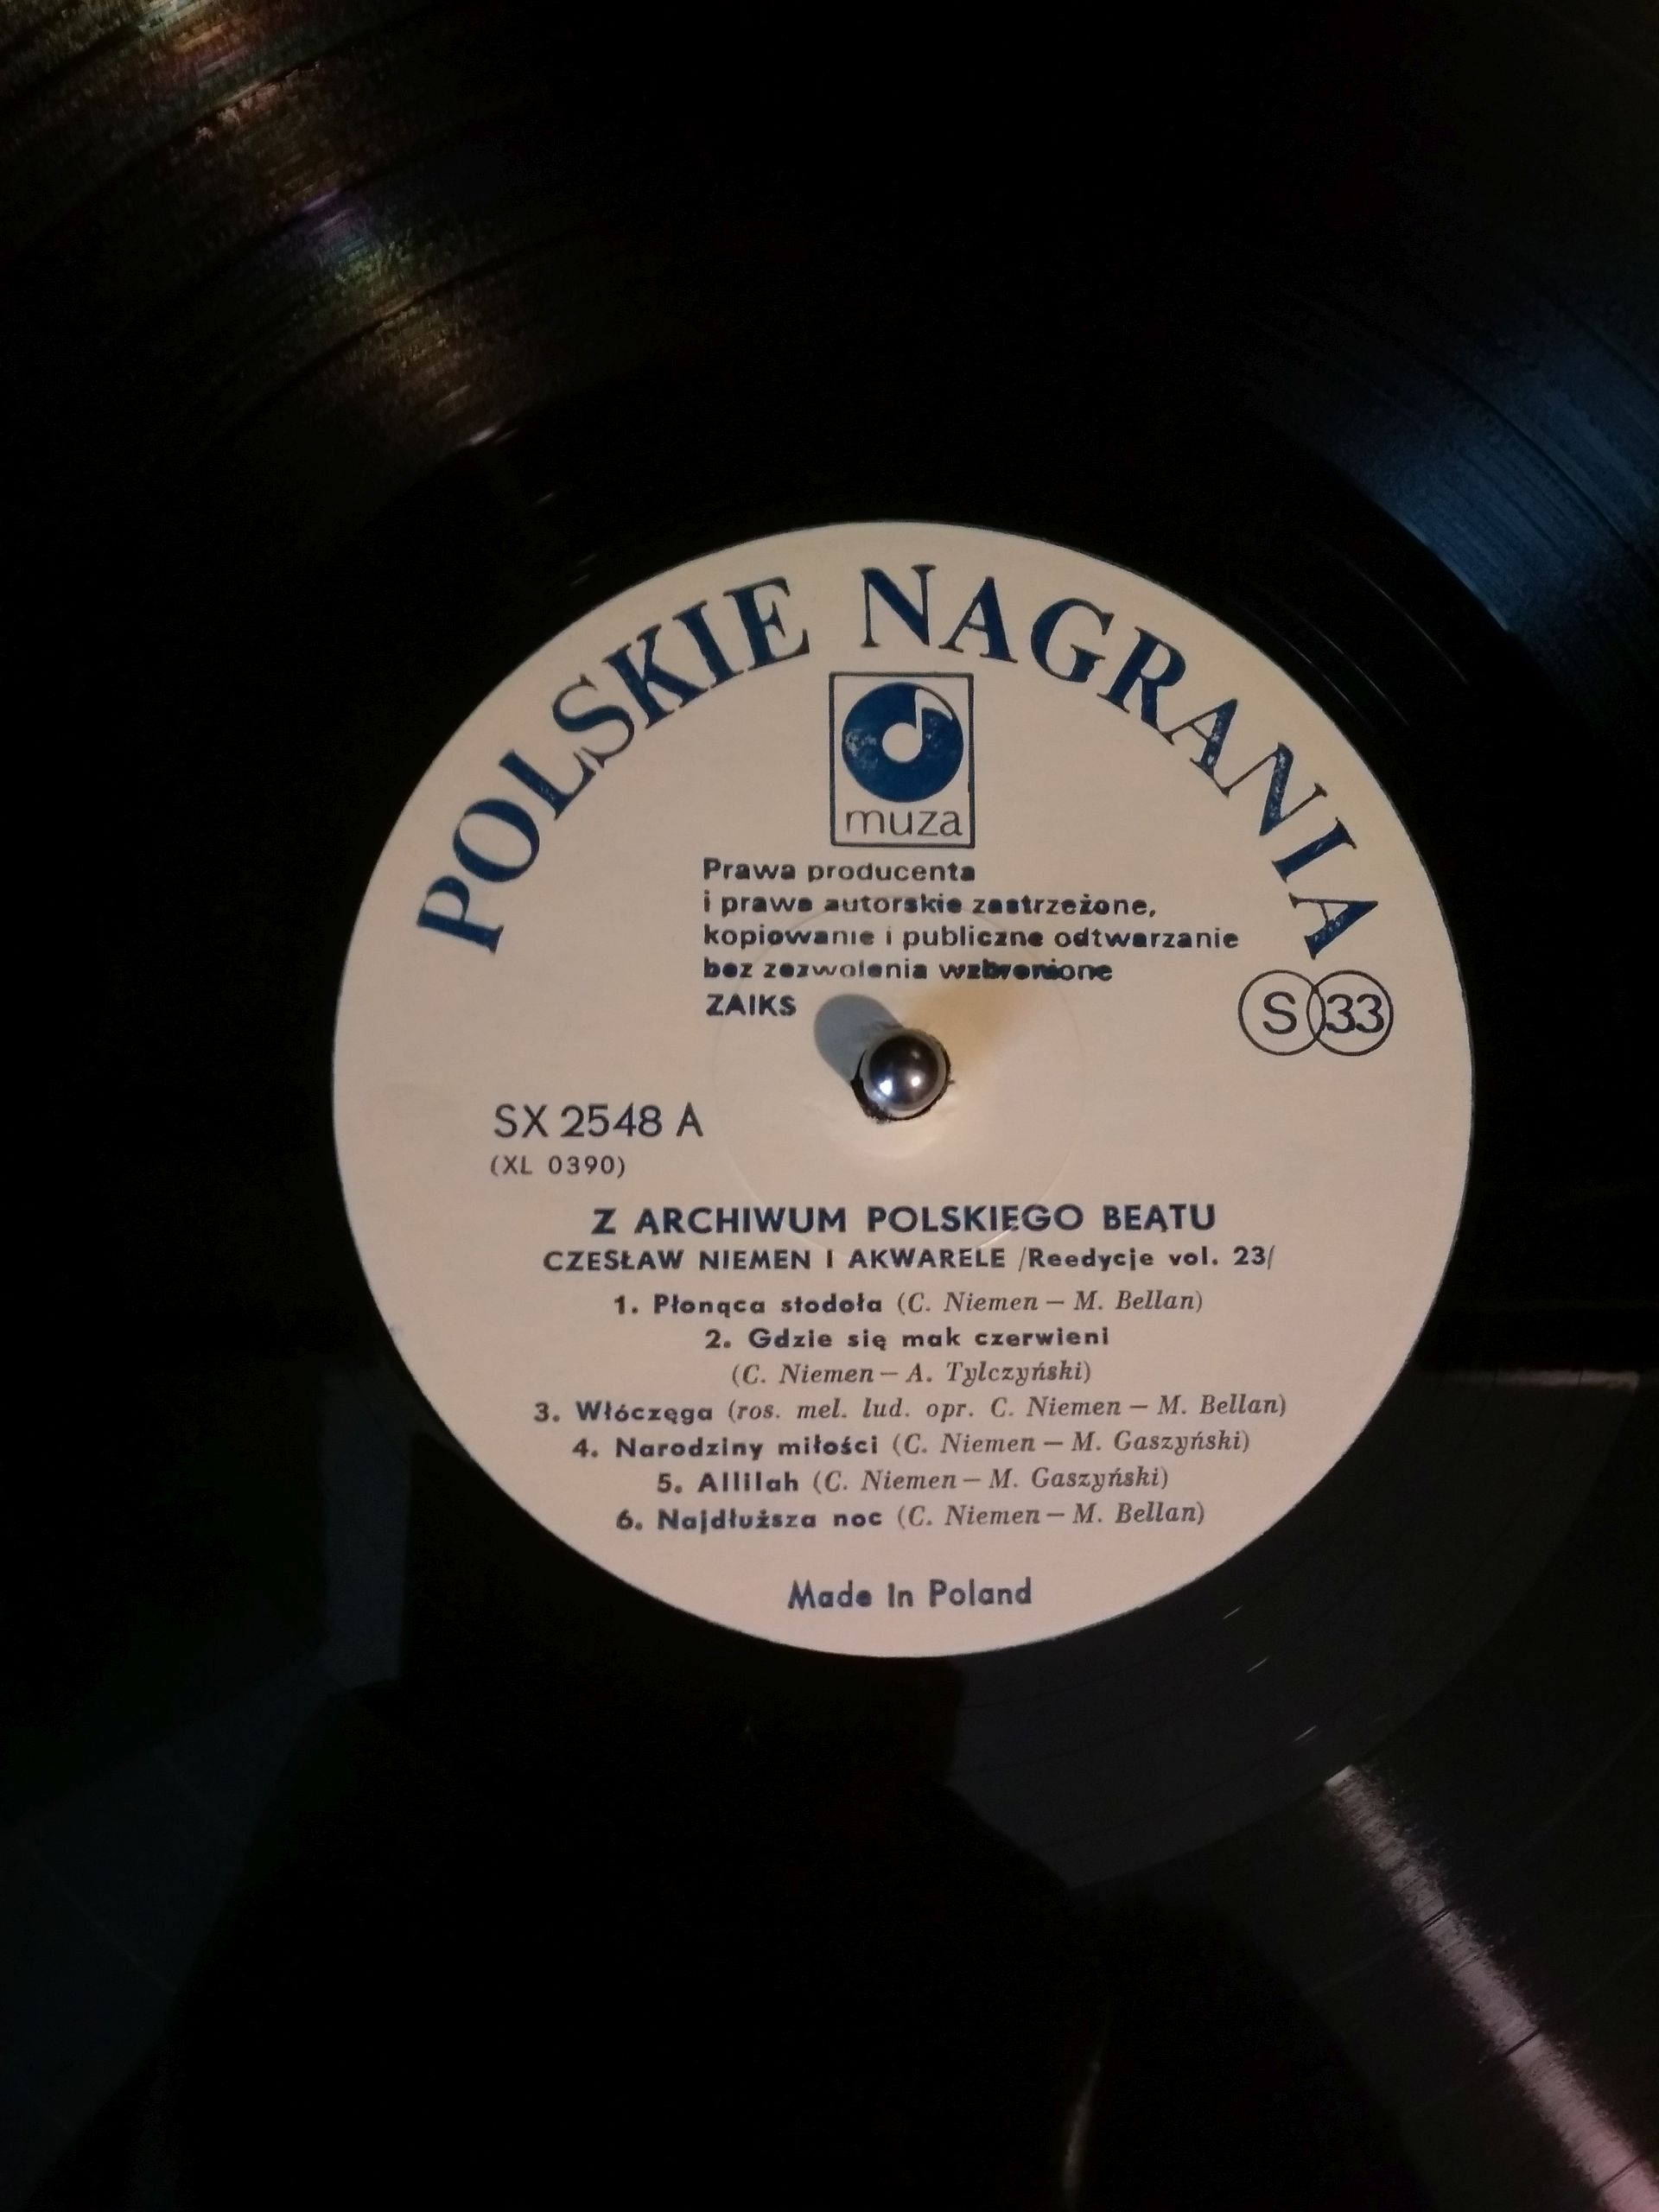 POLSKIE NAGRANIA
muza
Prawa producenta
i prawa autorskie zastrzeżone,
kopiowanie i publiczne odtwarzanie
bez zezwolenia wzbronione
ZAIKS
S 33
SX 2548 A
(XL 0390)
Z ARCHIWUM POLSKIEGO BEATU
CZESŁAW NIEMEN I AKWARELE /Reedycje vol. 23/
1. Płonąca stodoła (C. Niemen — M. Bellan)
2. Gdzie się mak czerwieni
(C. Niemen — A. Tylczyński)
3. Włóczęga (ros. mel. lud. opr. C. Niemen — M. Bellan)
4. Narodziny miłości (C. Niemen — M. Gaszyński)
5. Allilah (C. Niemen — M. Gaszyński)
6. Najdłuższa noc (C. Niemen — M. Bellan)
Made in Poland